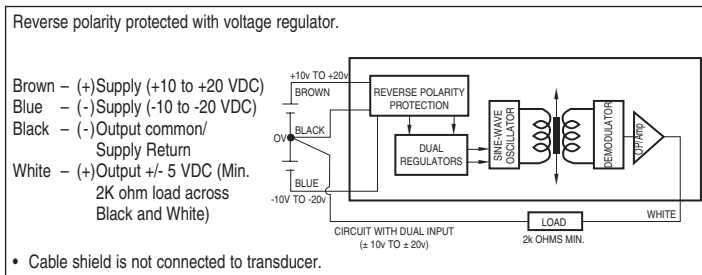 Reverse polarity protected with voltage regulator.
Brown – (+)Supply (+10 to +20 VDC)
Blue – (-)Supply (-10 to -20 VDC)
Black – (-)Output common/
Supply Return
White – (+)Output +/- 5 VDC (Min.
2K ohm load across
Black and White)
• Cable shield is not connected to transducer.
+10v TO +20v
BROWN
REVERSE POLARITY
PROTECTION
0V
BLACK
DUAL
REGULATORS
SINE-WAVE
OSCILLATOR
DEMODULATOR
OP/Amp
BLUE
-10V TO -20v
CIRCUIT WITH DUAL INPUT
(± 10v TO ± 20v)
LOAD
2k OHMS MIN.
WHITE